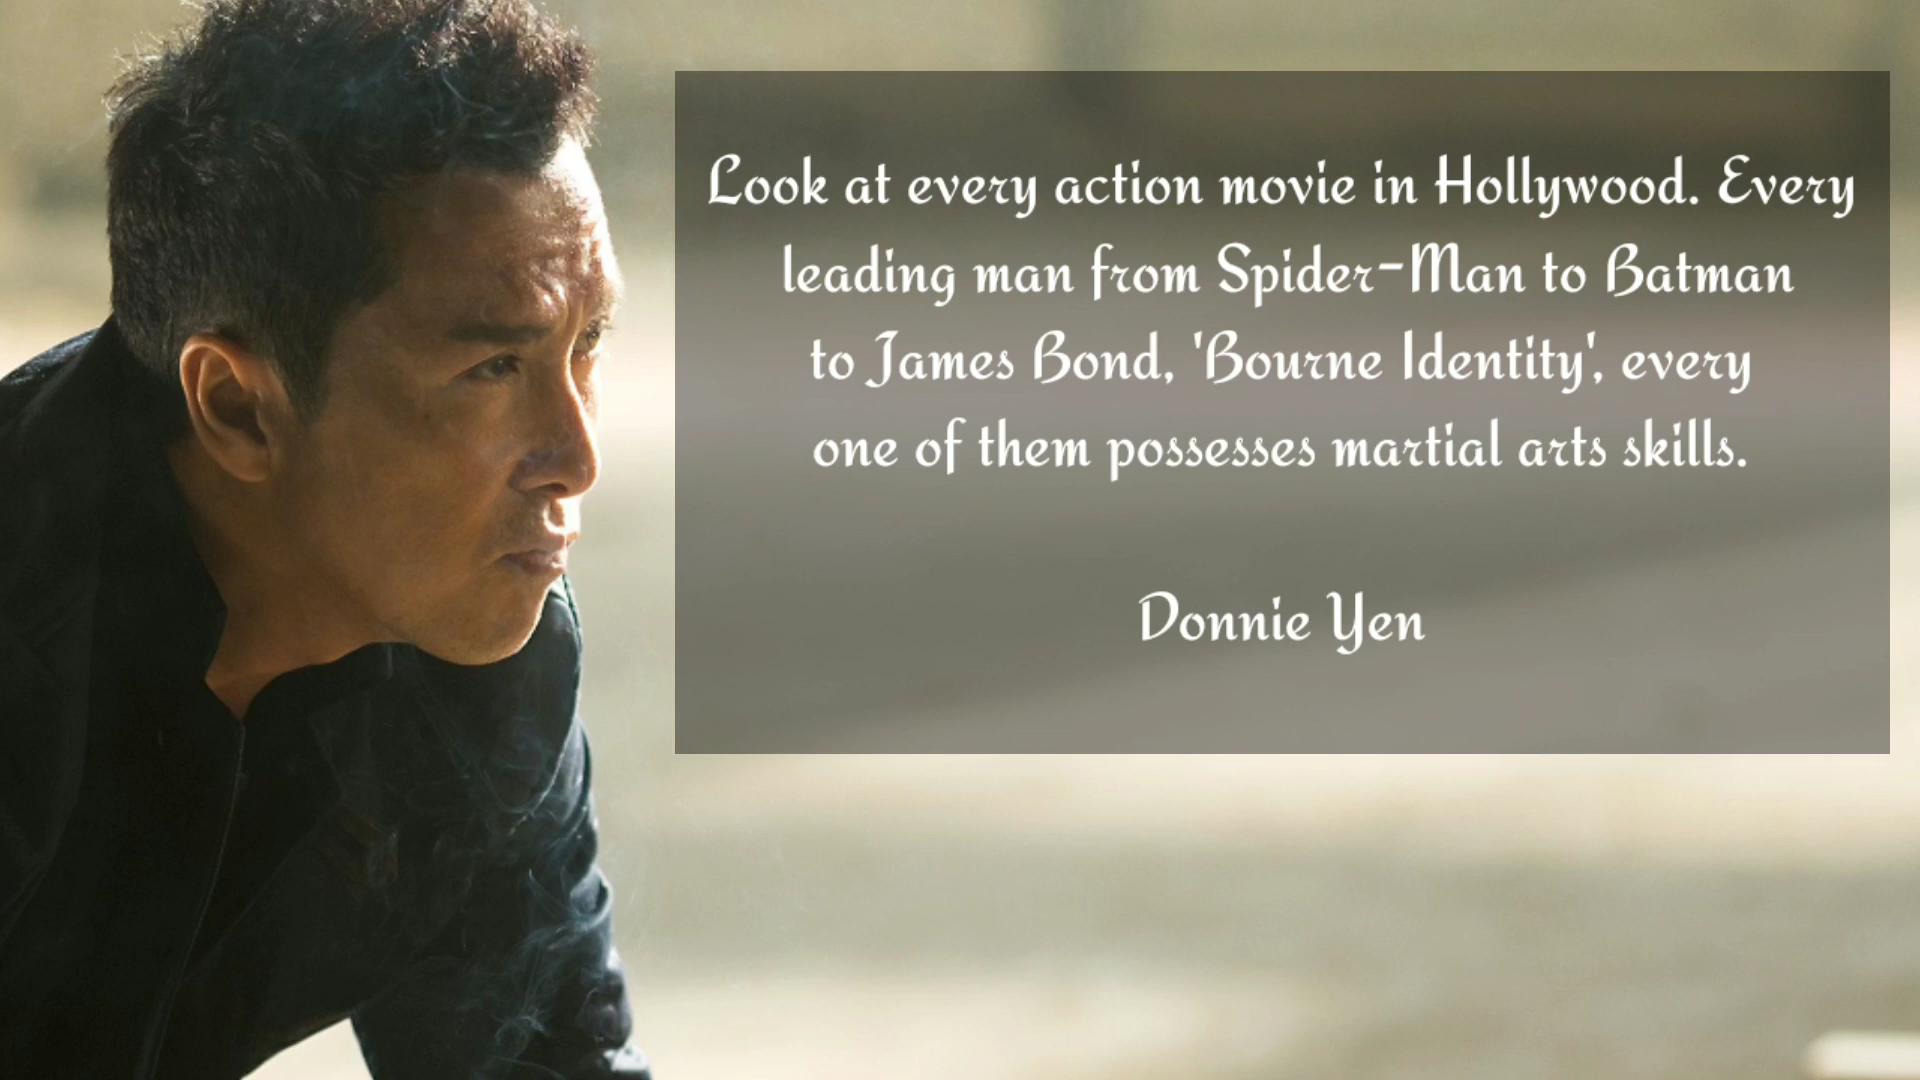 Look at every action movie in Hollywood. Every
leading man from Spider-Man to Batman
to James Bond, 'Bourne Identity', every
one of them possesses martial arts skills.
Donnie Yen